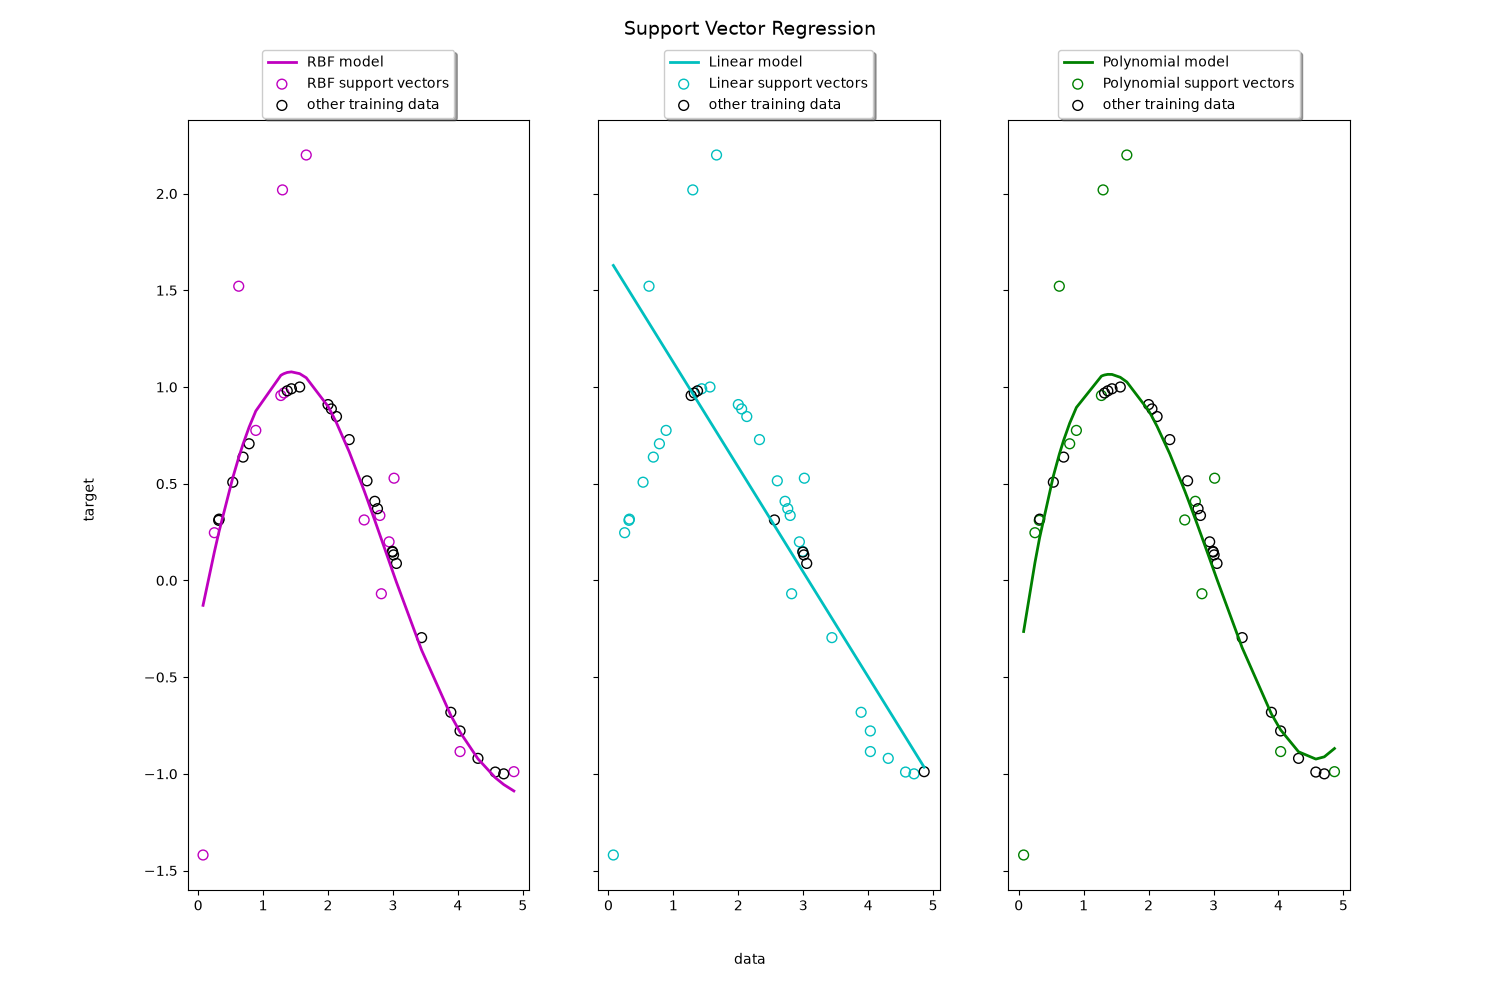 Support Vector Regression
RBF model
RBF support vectors
other training data
Linear model
Linear support vectors
other training data
Polynomial model
Polynomial support vectors
other training data
target
2.0
1.5
1.0
0.5
0.0
−0.5
−1.0
−1.5
0 1 2 3 4 5
0 1 2 3 4 5
0 1 2 3 4 5
data